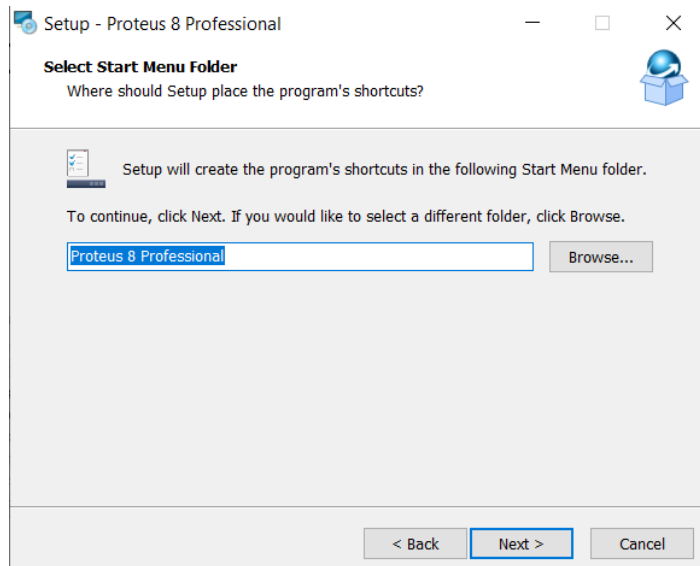 Setup - Proteus 8 Professional
Select Start Menu Folder
Where should Setup place the program's shortcuts?
Setup will create the program's shortcuts in the following Start Menu folder.
To continue, click Next. If you would like to select a different folder, click Browse.
Proteus 8 Professional
Browse...
< Back
Next >
Cancel